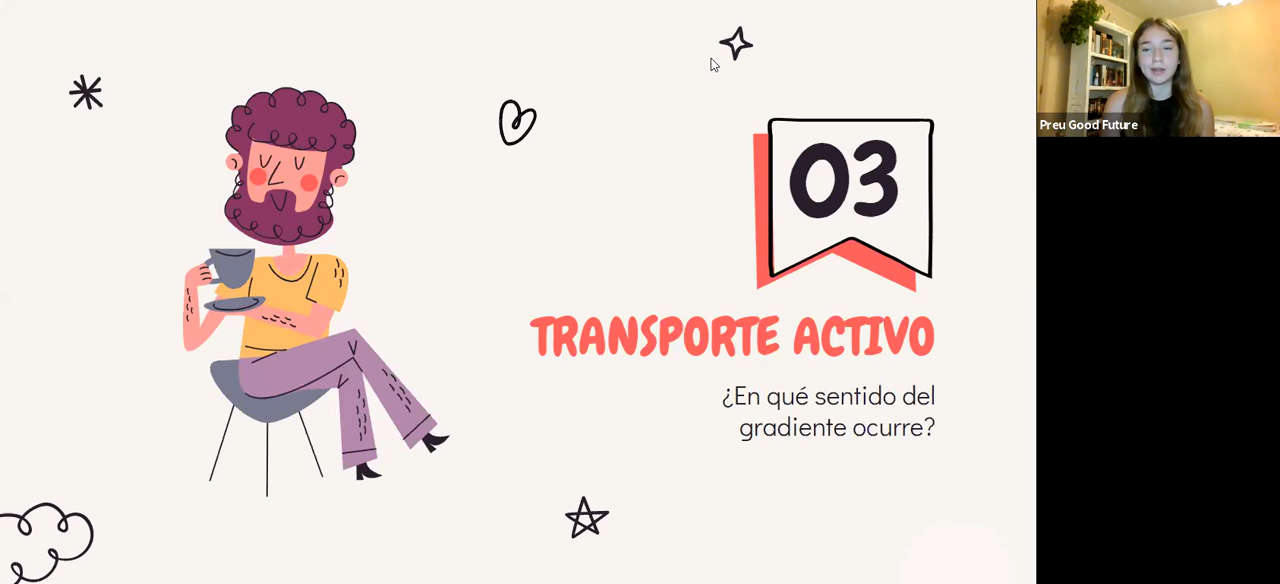 03
TRANSPORTE ACTIVO
¿En qué sentido del
gradiente ocurre?
Preu Good Future